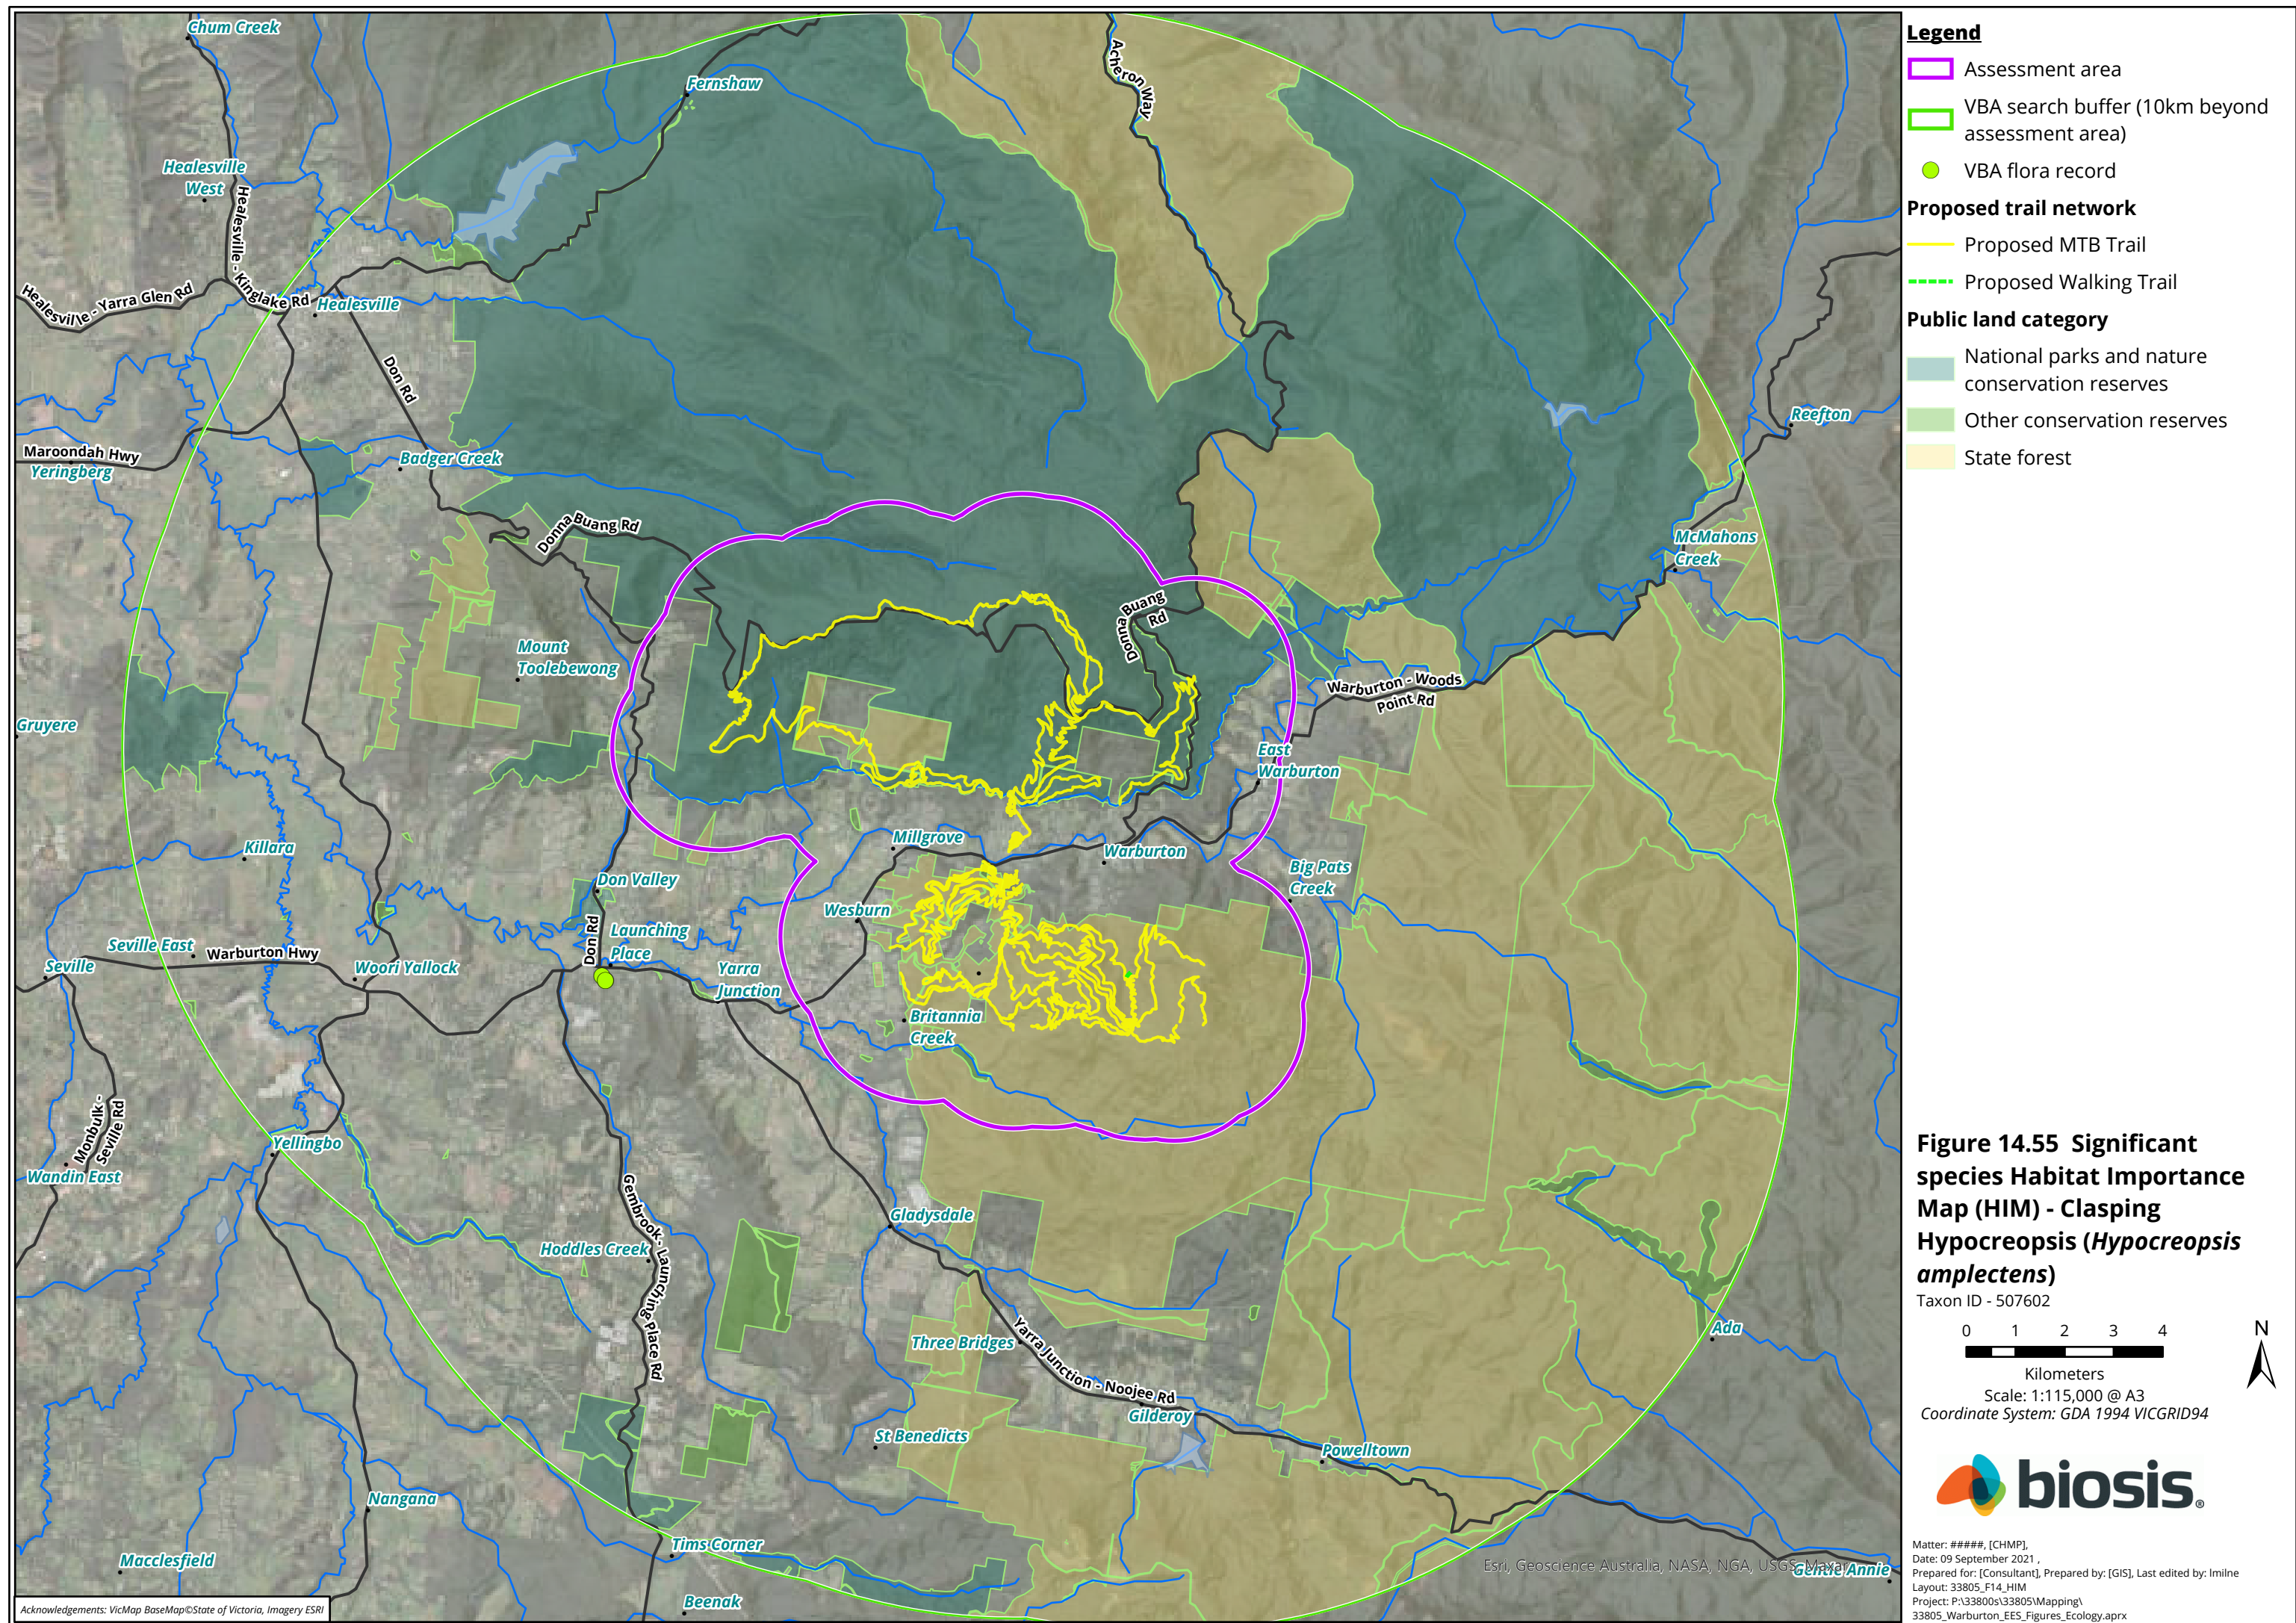 Chum Creek
Fernshaw
Acheron Way
Healesville
West
Healesville - Kinglake Rd
Healesville - Yarra Glen Rd
Healesville
Don Rd
Maroondah Hwy
Yeringberg
Badger Creek
Reefton
Donna Buang Rd
McMahons
Creek
Donna
Buang
Rd
Mount
Toolebewong
Warburton - Woods
Point Rd
Gruyere
East
Warburton
Killara
Millgrove
Warburton
Big Pats
Creek
Don Valley
Wesburn
Launching
Place
Don Rd
Seville East
Warburton Hwy
Seville
Woori Yallock
Yarra
Junction
Britannia
Creek
Monbulk -
Seville Rd
Yellingbo
Wandin East
Gladysdale
Hoddles Creek
Gembrook - Launching Place Rd
Three Bridges
Ada
Yarra Junction - Noojee Rd
Gilderoy
St Benedicts
Powelltown
Nangana
Tims Corner
Macclesfield
Beenak
Gentle Annie
Esri, Geoscience Australia, NASA, NGA, USGS, Maxar
Acknowledgements: VicMap BaseMap©State of Victoria, Imagery ESRI
Legend
Assessment area
VBA search buffer (10km beyond
assessment area)
VBA flora record
Proposed trail network
Proposed MTB Trail
Proposed Walking Trail
Public land category
National parks and nature
conservation reserves
Other conservation reserves
State forest
Figure 14.55 Significant
species Habitat Importance
Map (HIM) - Clasping
Hypocreopsis (Hypocreopsis
amplectens)
Taxon ID - 507602
0 1 2 3 4
N
Kilometers
Scale: 1:115,000 @ A3
Coordinate System: GDA 1994 VICGRID94
biosis®
Matter: #####, [CHMP],
Date: 09 September 2021 ,
Prepared for: [Consultant], Prepared by: [GIS], Last edited by: lmilne
Layout: 33805_F14_HIM
Project: P:\33800s\33805\Mapping\
33805_Warburton_EES_Figures_Ecology.aprx